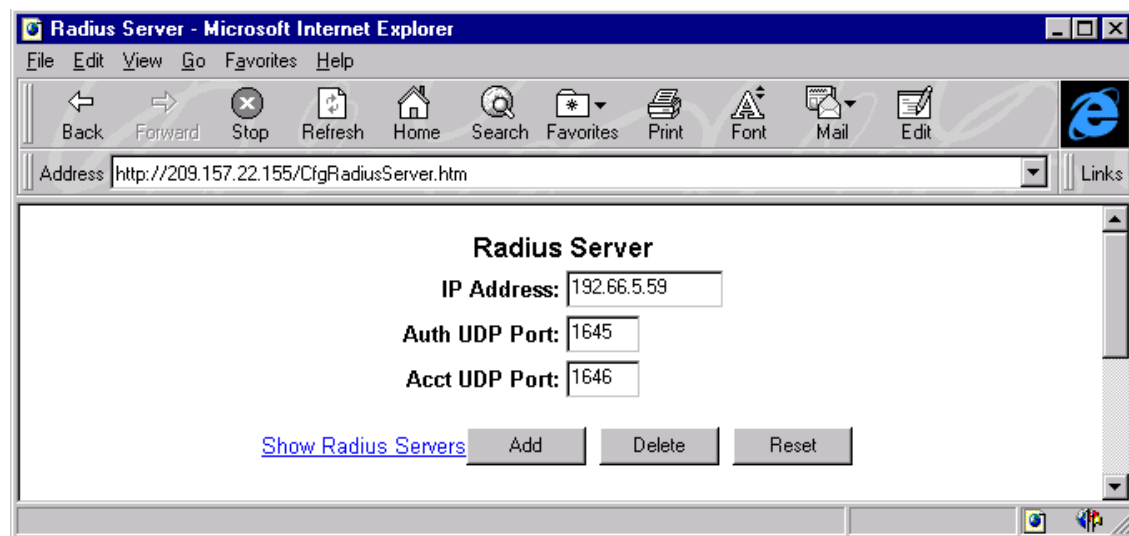 Radius Server - Microsoft Internet Explorer
File Edit View Go Favorites Help
Back Forward Stop Refresh Home Search Favorites Print Font Mail Edit
Address http://209.157.22.155/CfgRadiusServer.htm Links
Radius Server
IP Address: 192.66.5.59
Auth UDP Port: 1645
Acct UDP Port: 1646
Show Radius Servers Add Delete Reset